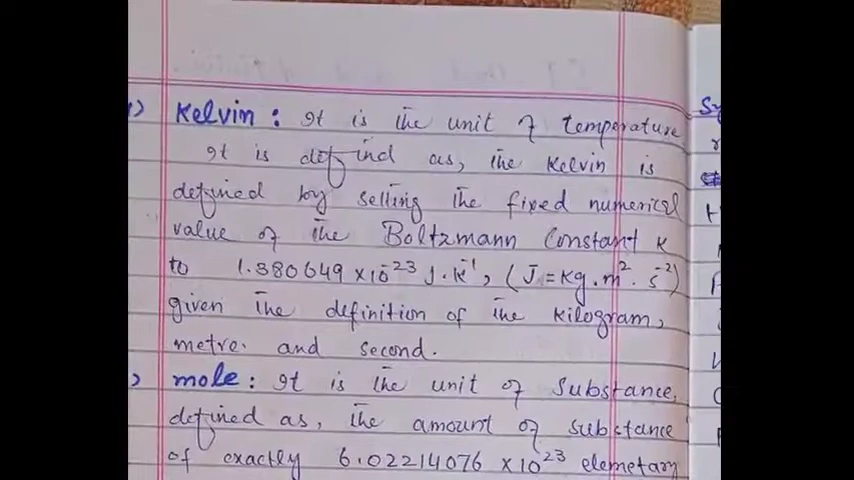 Kelvin : It is the unit of temperature
It is defind as, the Kelvin is
defined by selling the fixed numerical
value of the Boltzmann Constant K
to 1.380649 × 10⁻²³ J.K⁻¹, (J = Kg.m². s⁻²)
given the definition of the kilogram,
metre. and second.
mole : It is the unit of substance,
defined as, the amount of substance
of exactly 6.02214076 × 10²³ elemetary